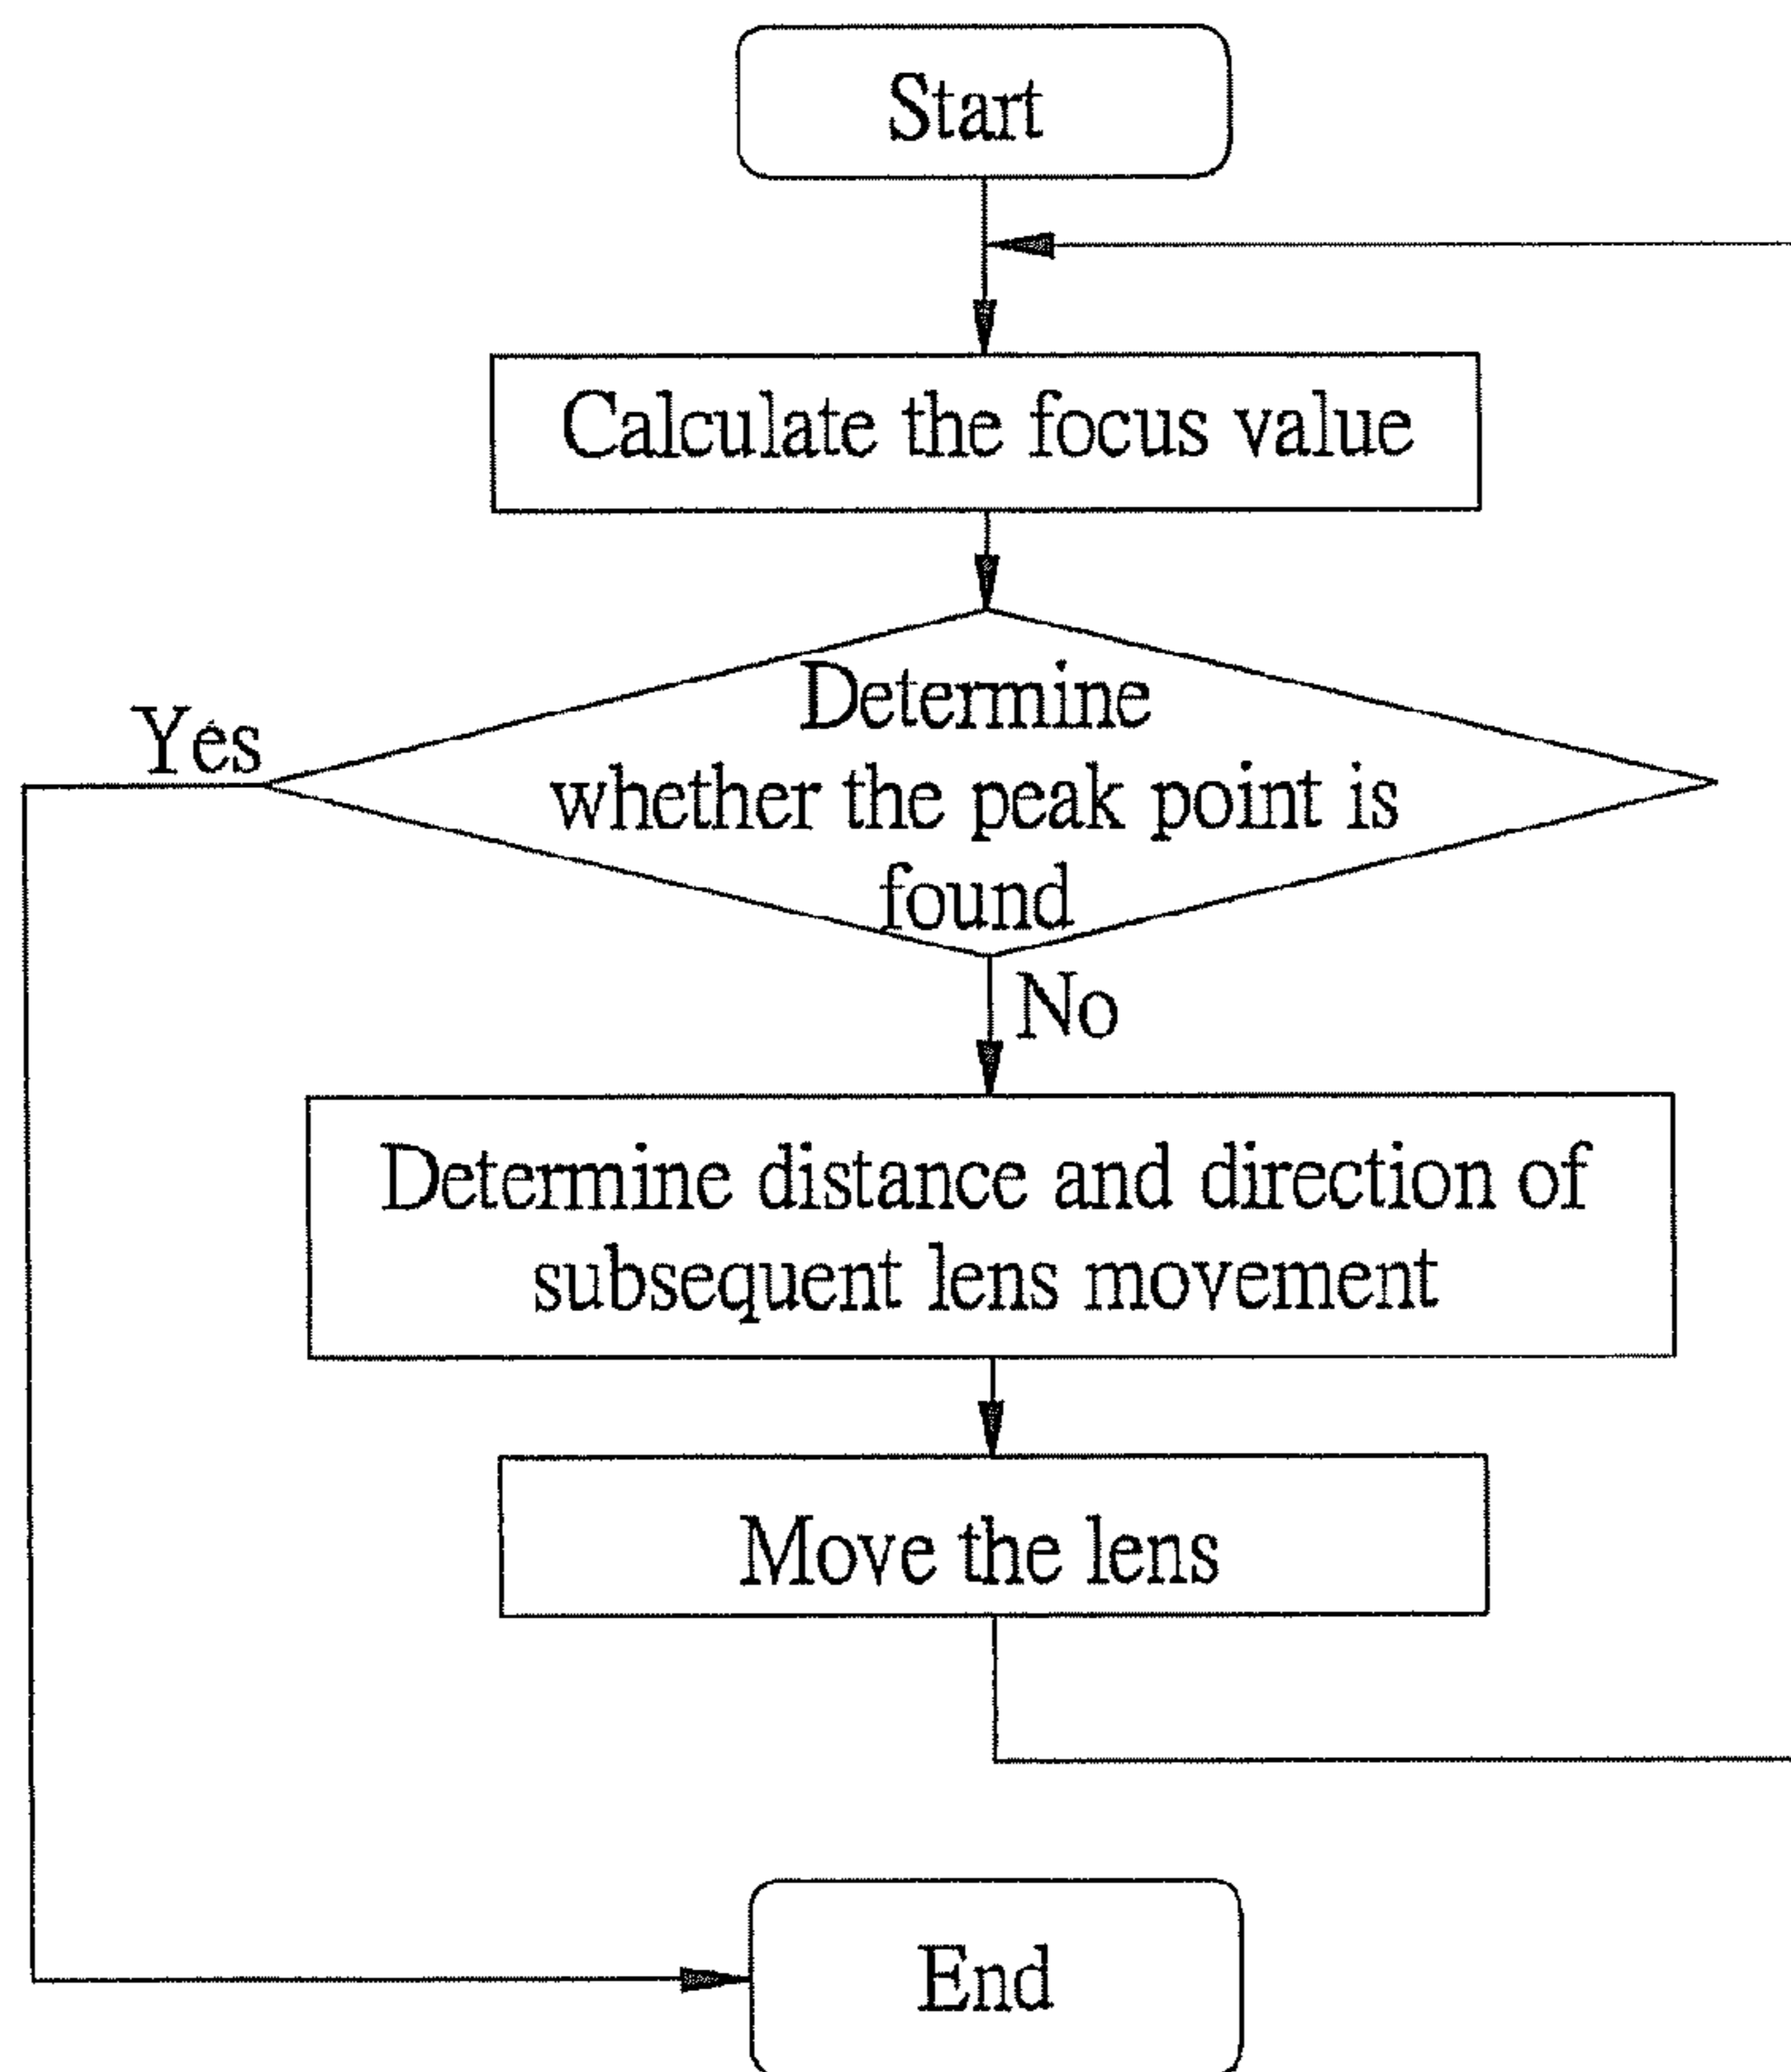 Start
Calculate the focus value
Determine
whether the peak point is
found
Yes
No
Determine distance and direction of
subsequent lens movement
Move the lens
End